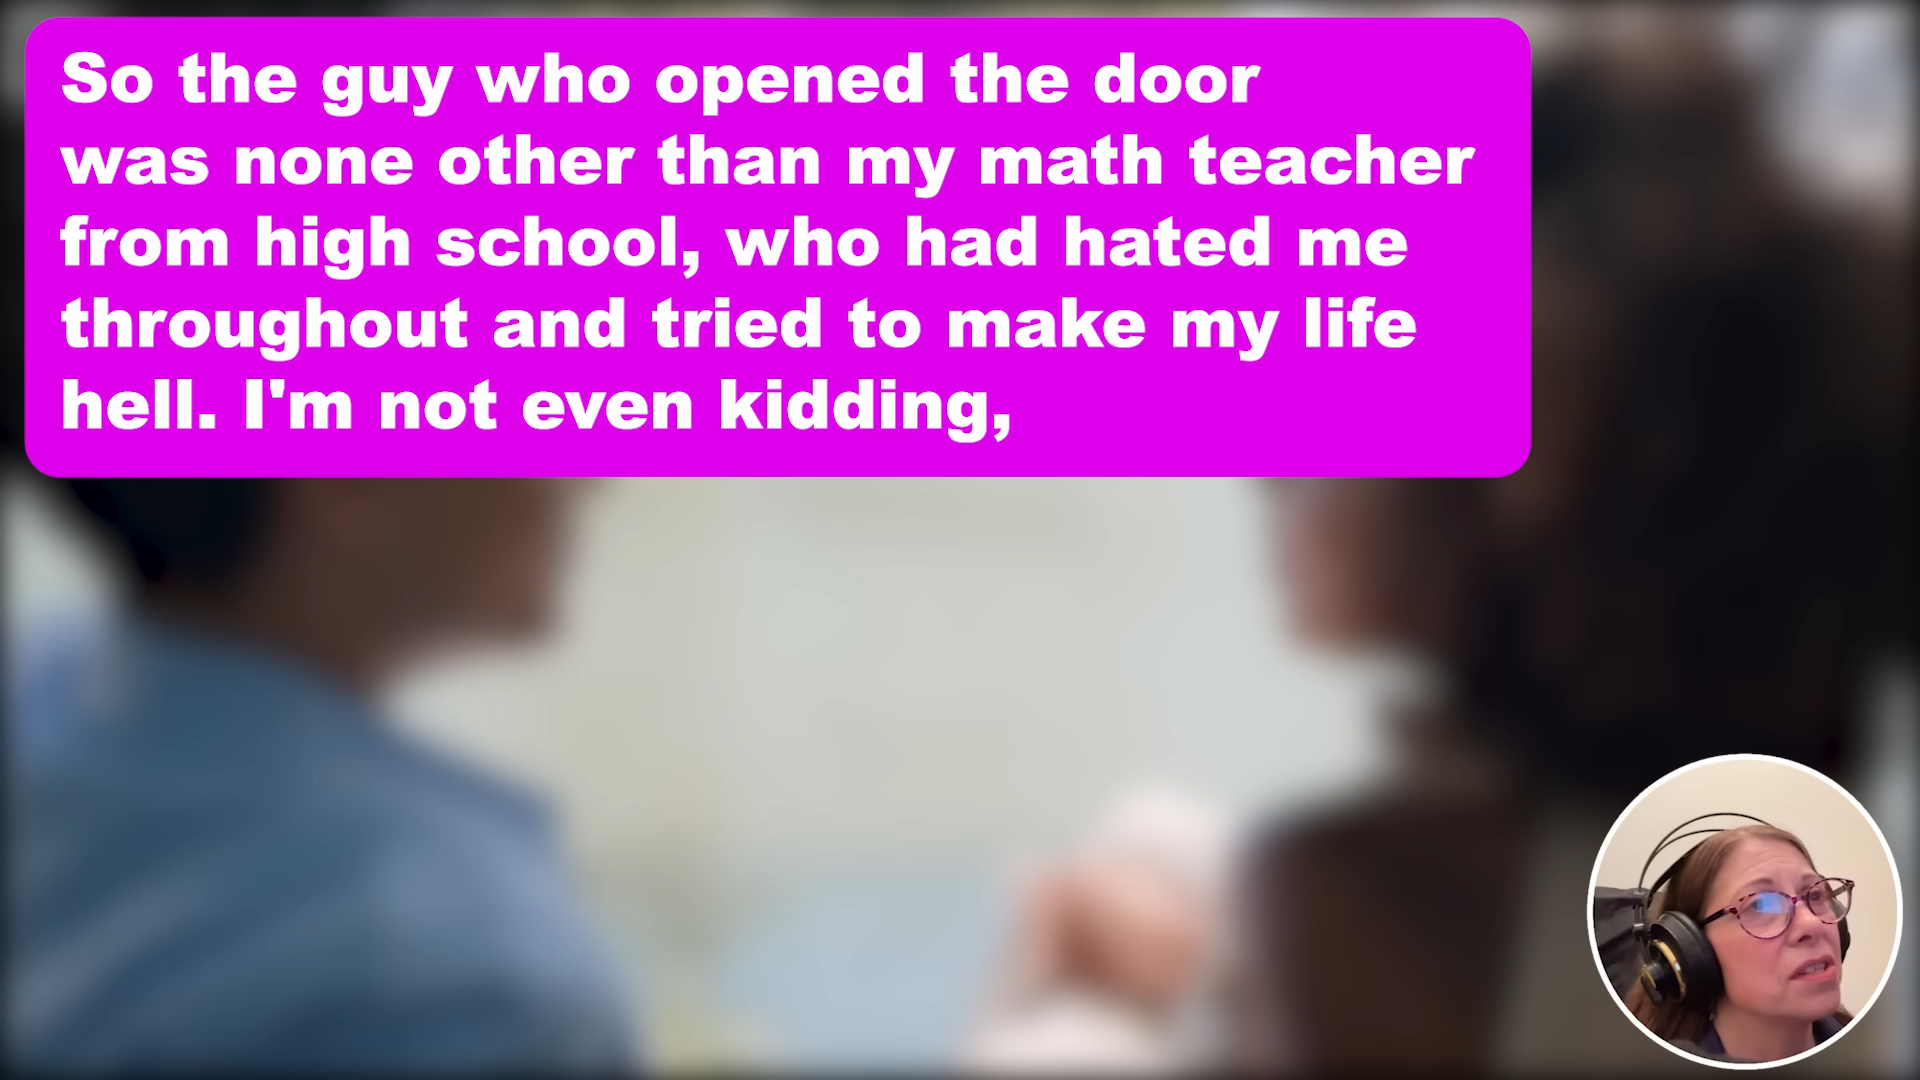 So the guy who opened the door
was none other than my math teacher
from high school, who had hated me
throughout and tried to make my life
hell. I'm not even kidding,